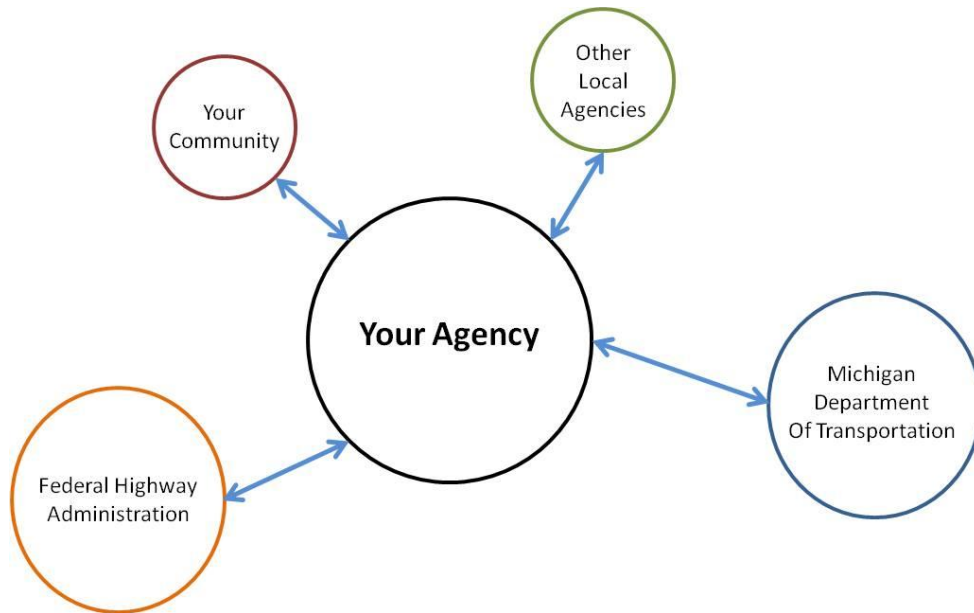 Other
Local
Agencies
Your
Community
Your Agency
Michigan
Department
Of Transportation
Federal Highway
Administration